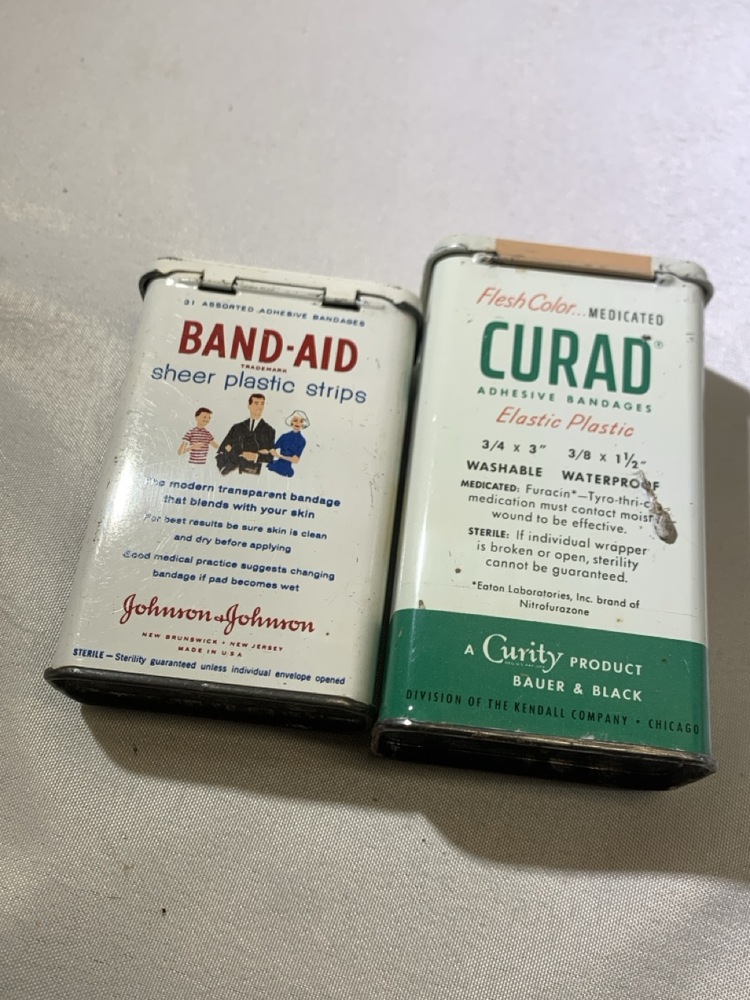 31 ASSORTED ADHESIVE BANDAGES
BAND-AID
TRADEMARK
sheer plastic strips
The modern transparent bandage
that blends with your skin
For best results be sure skin is clean
and dry before applying
Good medical practice suggests changing
bandage if pad becomes wet
Johnson & Johnson
NEW BRUNSWICK • NEW JERSEY
MADE IN U.S.A
STERILE — Sterility guaranteed unless individual envelope opened
Flesh Color... MEDICATED
CURAD®
ADHESIVE BANDAGES
Elastic Plastic
3/4 x 3" 3/8 x 1½"
WASHABLE WATERPROOF
MEDICATED: Furacin*—Tyro-thri-c
medication must contact moist
wound to be effective.
STERILE: If individual wrapper
is broken or open, sterility
cannot be guaranteed.
*Eaton Laboratories, Inc. brand of
Nitrofurazone
A Curity PRODUCT
BAUER & BLACK
DIVISION OF THE KENDALL COMPANY • CHICAGO